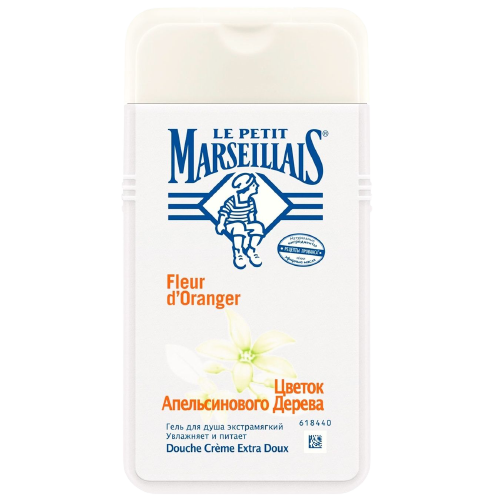 LE PETIT
MARSEILLAIS®
Fleur
d'Oranger
Цветок
Апельсинового Дерева
Гель для душа экстрамягкий
Увлажняет и питает
Douche Crème Extra Doux
618440